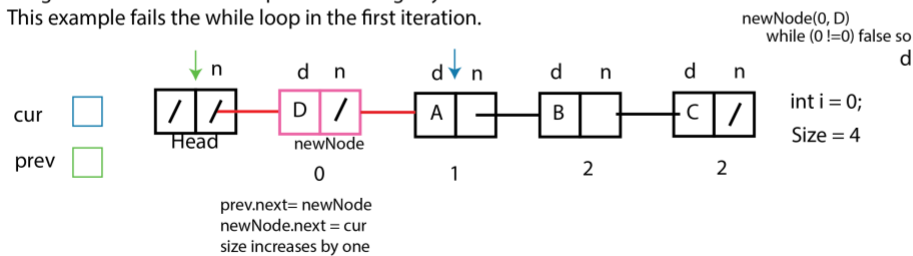 This example fails the while loop in the first iteration.
newNode(0, D)
while (0 !=0) false so
d
n
d n
d n
d n
d n
cur
D
A
B
C
int i = 0;
Head
newNode
Size = 4
prev
0
1
2
2
prev.next= newNode
newNode.next = cur
size increases by one